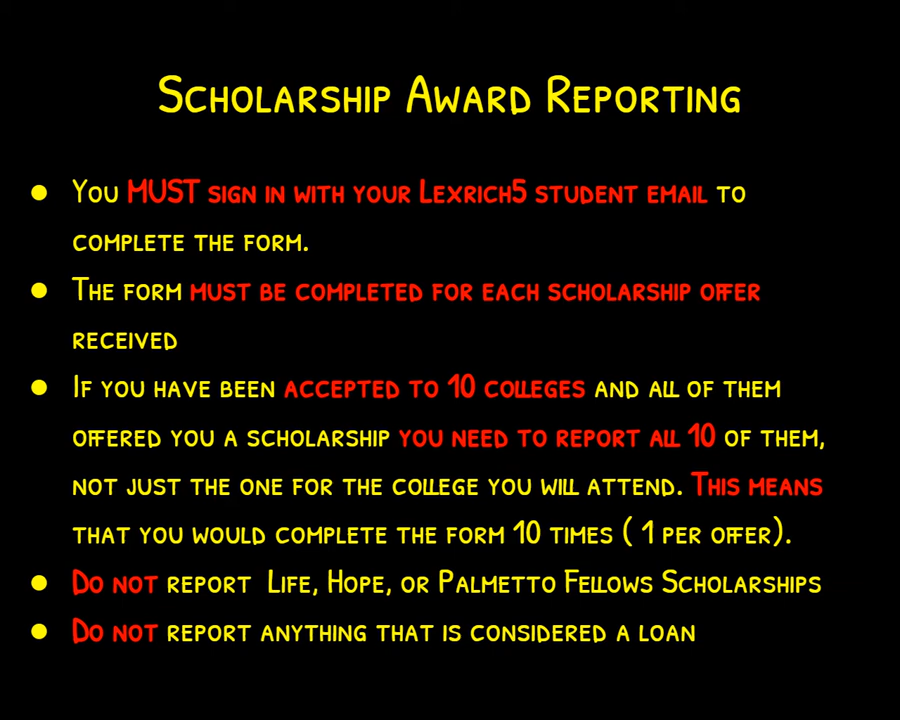 Scholarship Award Reporting
● You MUST sign in with your Lexrich5 student email to
complete the form.
● The form must be completed for each scholarship offer
received
● If you have been accepted to 10 colleges and all of them
offered you a scholarship you need to report all 10 of them,
not just the one for the college you will attend. This means
that you would complete the form 10 times ( 1 per offer).
● Do not report Life, Hope, or Palmetto Fellows Scholarships
● Do not report anything that is considered a loan